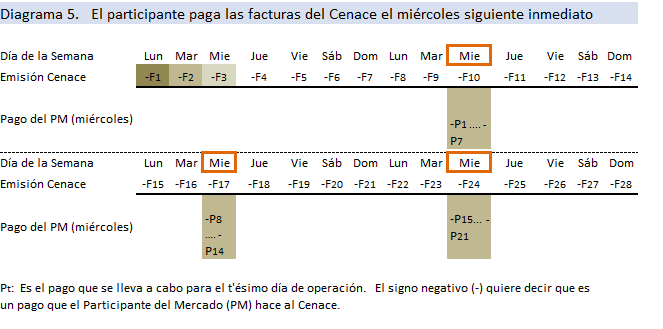 Diagrama 5. El participante paga las facturas del Cenace el miércoles siguiente inmediato
Día de la Semana Lun Mar Mie Jue Vie Sáb Dom Lun Mar Mie Jue Vie Sáb Dom
Emisión Cenace -F1 -F2 -F3 -F4 -F5 -F6 -F7 -F8 -F9 -F10 -F11 -F12 -F13 -F14
Pago del PM (miércoles) -P1 .... -
P7
Día de la Semana Lun Mar Mie Jue Vie Sáb Dom Lun Mar Mie Jue Vie Sáb Dom
Emisión Cenace -F15 -F16 -F17 -F18 -F19 -F20 -F21 -F22 -F23 -F24 -F25 -F26 -F27 -F28
-P8 -P15... -
Pago del PM (miércoles) .... - P21
P14
Pt: Es el pago que se lleva a cabo para el t'ésimo día de operación. El signo negativo (-) quiere decir que es
un pago que el Participante del Mercado (PM) hace al Cenace.